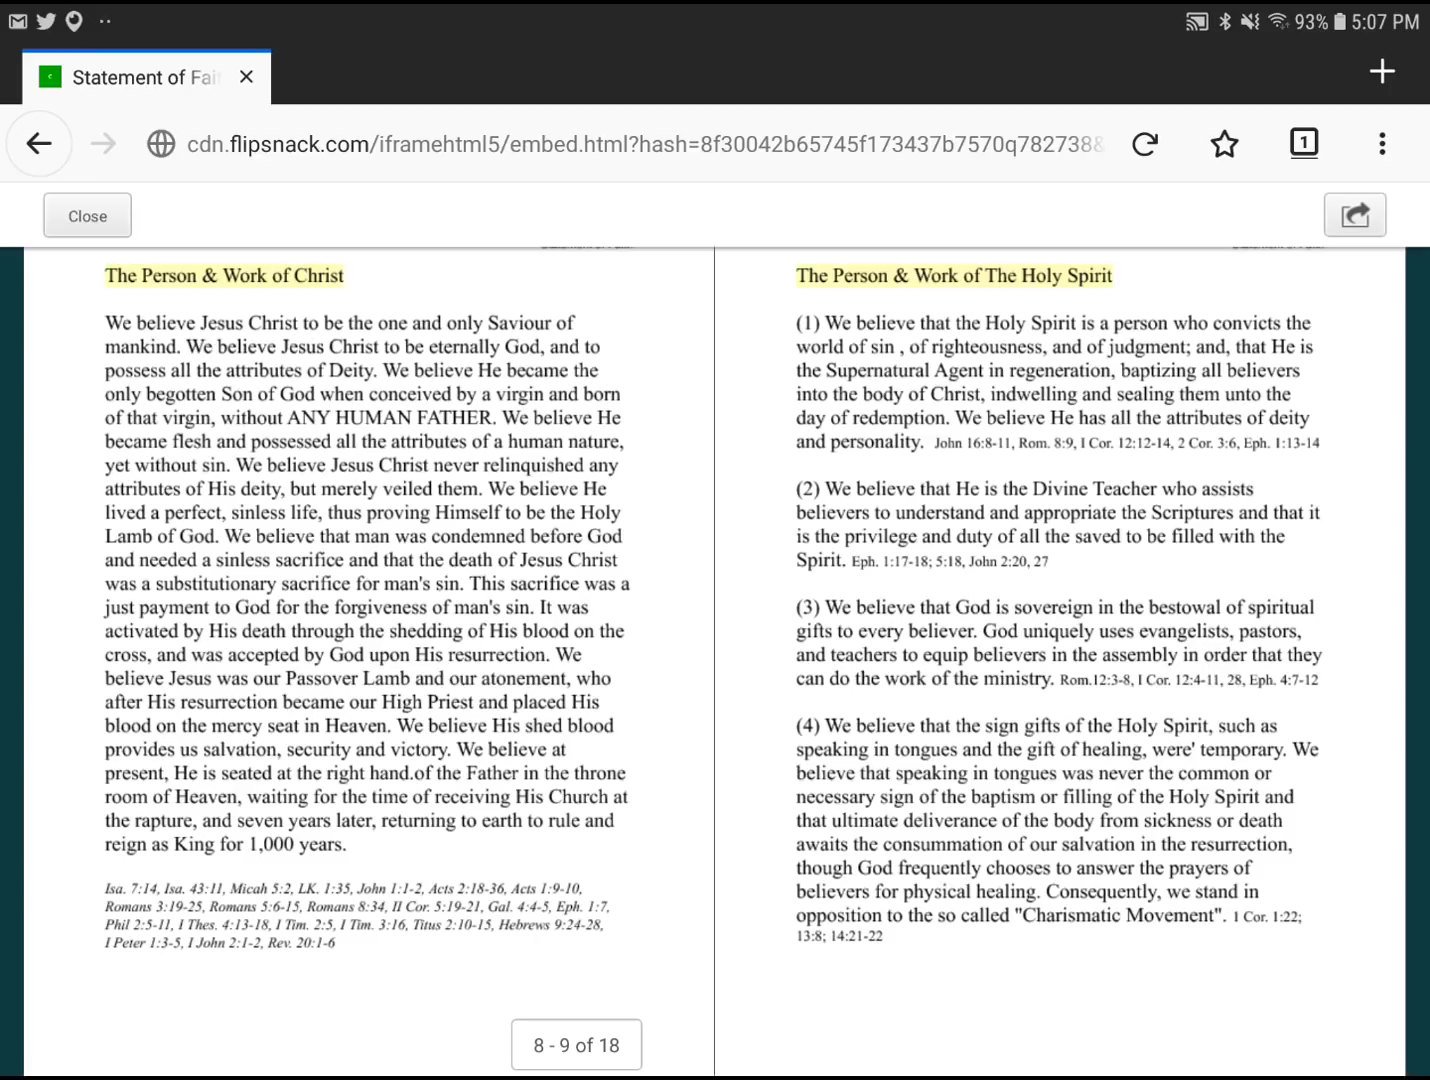 93% 5:07 PM
Statement of Fai
cdn.flipsnack.com/iframehtml5/embed.html?hash=8f30042b65745f173437b7570q782738&
1
Close
The Person & Work of Christ
We believe Jesus Christ to be the one and only Saviour of
mankind. We believe Jesus Christ to be eternally God, and to
possess all the attributes of Deity. We believe He became the
only begotten Son of God when conceived by a virgin and born
of that virgin, without ANY HUMAN FATHER. We believe He
became flesh and possessed all the attributes of a human nature,
yet without sin. We believe Jesus Christ never relinquished any
attributes of His deity, but merely veiled them. We believe He
lived a perfect, sinless life, thus proving Himself to be the Holy
Lamb of God. We believe that man was condemned before God
and needed a sinless sacrifice and that the death of Jesus Christ
was a substitutionary sacrifice for man's sin. This sacrifice was a
just payment to God for the forgiveness of man's sin. It was
activated by His death through the shedding of His blood on the
cross, and was accepted by God upon His resurrection. We
believe Jesus was our Passover Lamb and our atonement, who
after His resurrection became our High Priest and placed His
blood on the mercy seat in Heaven. We believe His shed blood
provides us salvation, security and victory. We believe at
present, He is seated at the right hand.of the Father in the throne
room of Heaven, waiting for the time of receiving His Church at
the rapture, and seven years later, returning to earth to rule and
reign as King for 1,000 years.
Isa. 7:14, Isa. 43:11, Micah 5:2, LK. 1:35, John 1:1-2, Acts 2:18-36, Acts 1:9-10,
Romans 3:19-25, Romans 5:6-15, Romans 8:34, II Cor. 5:19-21, Gal. 4:4-5, Eph. 1:7,
Phil 2:5-11, I Thes. 4:13-18, I Tim. 2:5, I Tim. 3:16, Titus 2:10-15, Hebrews 9:24-28,
I Peter 1:3-5, I John 2:1-2, Rev. 20:1-6
The Person & Work of The Holy Spirit
(1) We believe that the Holy Spirit is a person who convicts the
world of sin , of righteousness, and of judgment; and, that He is
the Supernatural Agent in regeneration, baptizing all believers
into the body of Christ, indwelling and sealing them unto the
day of redemption. We believe He has all the attributes of deity
and personality. John 16:8-11, Rom. 8:9, I Cor. 12:12-14, 2 Cor. 3:6, Eph. 1:13-14
(2) We believe that He is the Divine Teacher who assists
believers to understand and appropriate the Scriptures and that it
is the privilege and duty of all the saved to be filled with the
Spirit. Eph. 1:17-18; 5:18, John 2:20, 27
(3) We believe that God is sovereign in the bestowal of spiritual
gifts to every believer. God uniquely uses evangelists, pastors,
and teachers to equip believers in the assembly in order that they
can do the work of the ministry. Rom.12:3-8, I Cor. 12:4-11, 28, Eph. 4:7-12
(4) We believe that the sign gifts of the Holy Spirit, such as
speaking in tongues and the gift of healing, were' temporary. We
believe that speaking in tongues was never the common or
necessary sign of the baptism or filling of the Holy Spirit and
that ultimate deliverance of the body from sickness or death
awaits the consummation of our salvation in the resurrection,
though God frequently chooses to answer the prayers of
believers for physical healing. Consequently, we stand in
opposition to the so called "Charismatic Movement". 1 Cor. 1:22;
13:8; 14:21-22
8 - 9 of 18